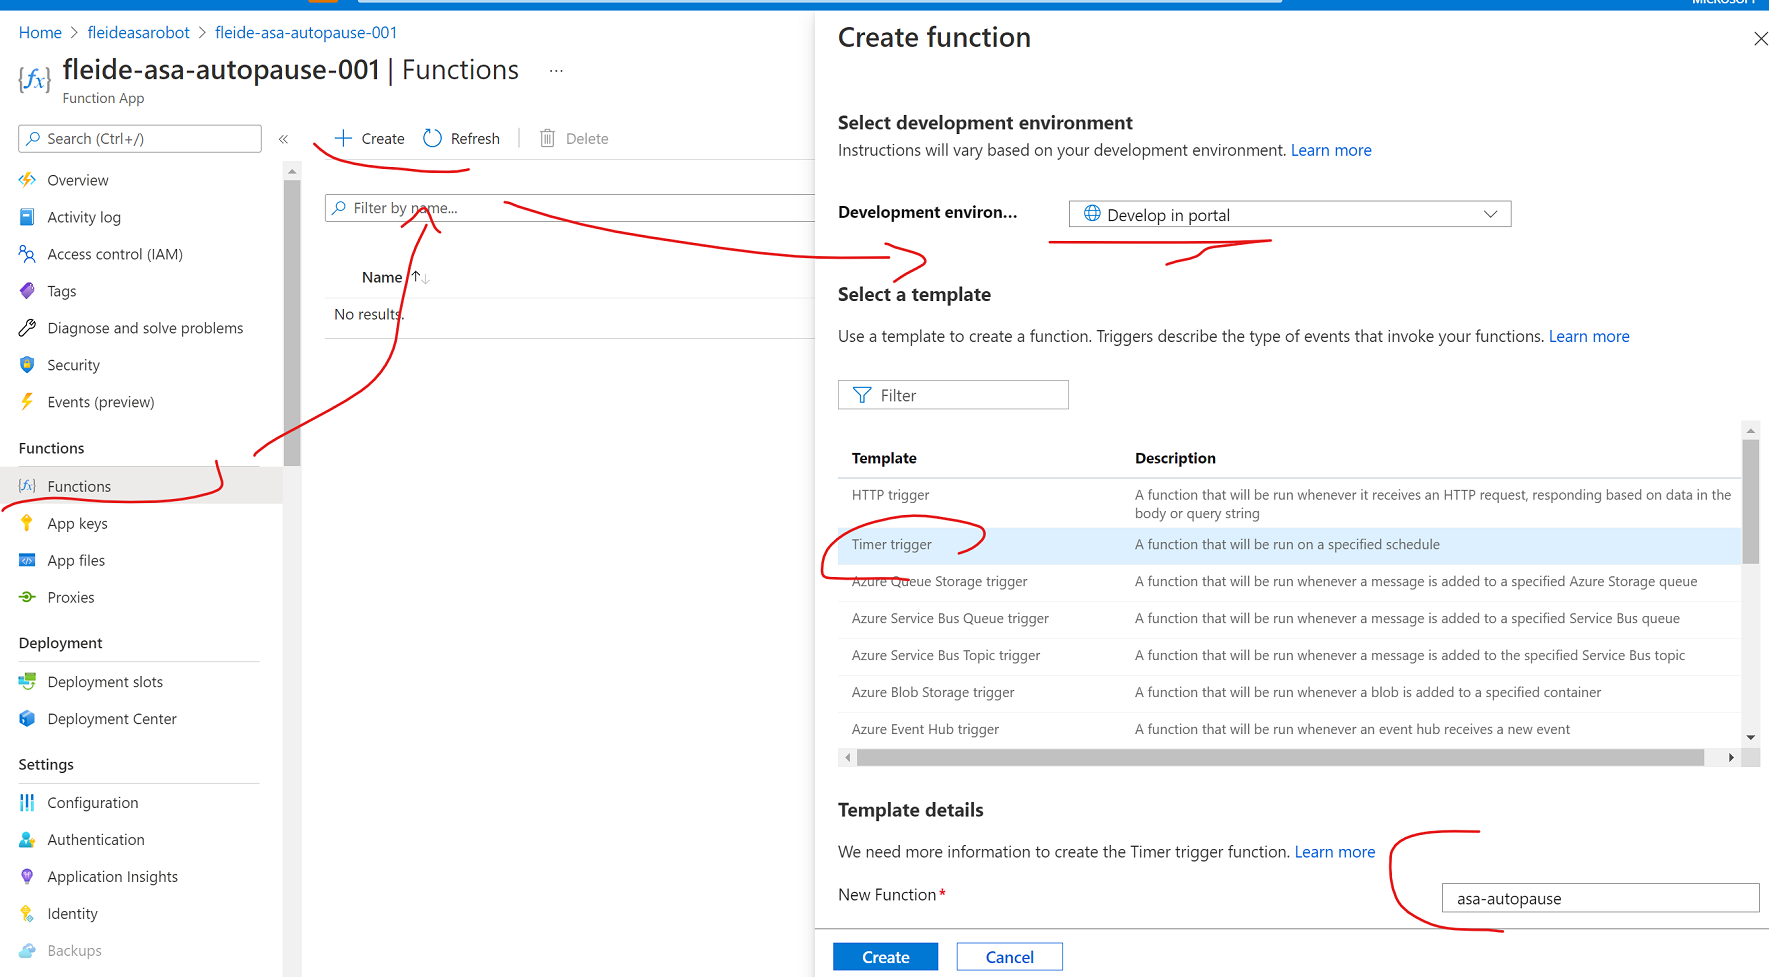 Home > fleideasarobot > fleide-asa-autopause-001
fleide-asa-autopause-001 | Functions ...
Function App
Search (Ctrl+/)
«
Overview
Activity log
Access control (IAM)
Tags
Diagnose and solve problems
Security
Events (preview)
Functions
Functions
App keys
App files
Proxies
Deployment
Deployment slots
Deployment Center
Settings
Configuration
Authentication
Application Insights
Identity
Backups
Create Refresh Delete
Filter by name...
Name
No results.
MICROSOFT
Create function
Select development environment
Instructions will vary based on your development environment. Learn more
Development environ... Develop in portal
Select a template
Use a template to create a function. Triggers describe the type of events that invoke your functions. Learn more
Filter
Template Description
HTTP trigger A function that will be run whenever it receives an HTTP request, responding based on data in the
body or query string
Timer trigger A function that will be run on a specified schedule
Azure Queue Storage trigger A function that will be run whenever a message is added to a specified Azure Storage queue
Azure Service Bus Queue trigger A function that will be run whenever a message is added to a specified Service Bus queue
Azure Service Bus Topic trigger A function that will be run whenever a message is added to the specified Service Bus topic
Azure Blob Storage trigger A function that will be run whenever a blob is added to a specified container
Azure Event Hub trigger A function that will be run whenever an event hub receives a new event
Template details
We need more information to create the Timer trigger function. Learn more
New Function* asa-autopause
Create Cancel